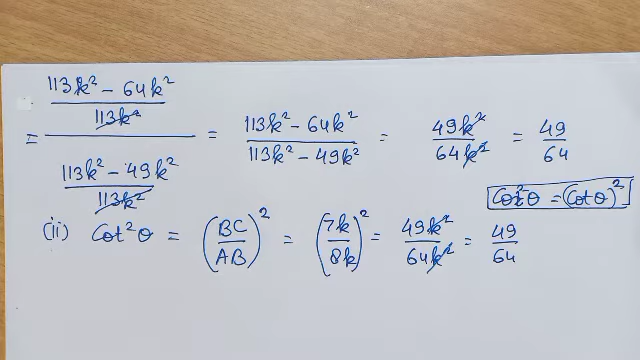 = (113k² - 64k²)/113k² / (113k² - 49k²)/113k² = (113k² - 64k²)/(113k² - 49k²) = 49k²/64k² = 49/64
Cot²θ = (Cotθ)²
(ii) Cot²θ = (BC/AB)² = (7k/8k)² = 49k²/64k² = 49/64